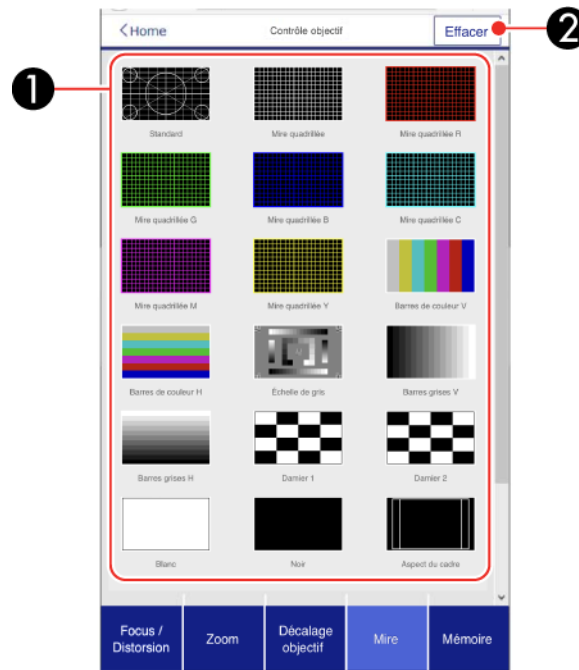 <Home Contrôle objectif Effacer 2
1
Standard Mire quadrillée Mire quadrillée R
Mire quadrillée G Mire quadrillée B Mire quadrillée C
Mire quadrillée M Mire quadrillée Y Barres de couleur V
Barres de couleur H Échelle de gris Barres grises V
Barres grises H Damier 1 Damier 2
Blanc Noir Aspect du cadre
Focus / Distorsion Zoom Décalage objectif Mire Mémoire